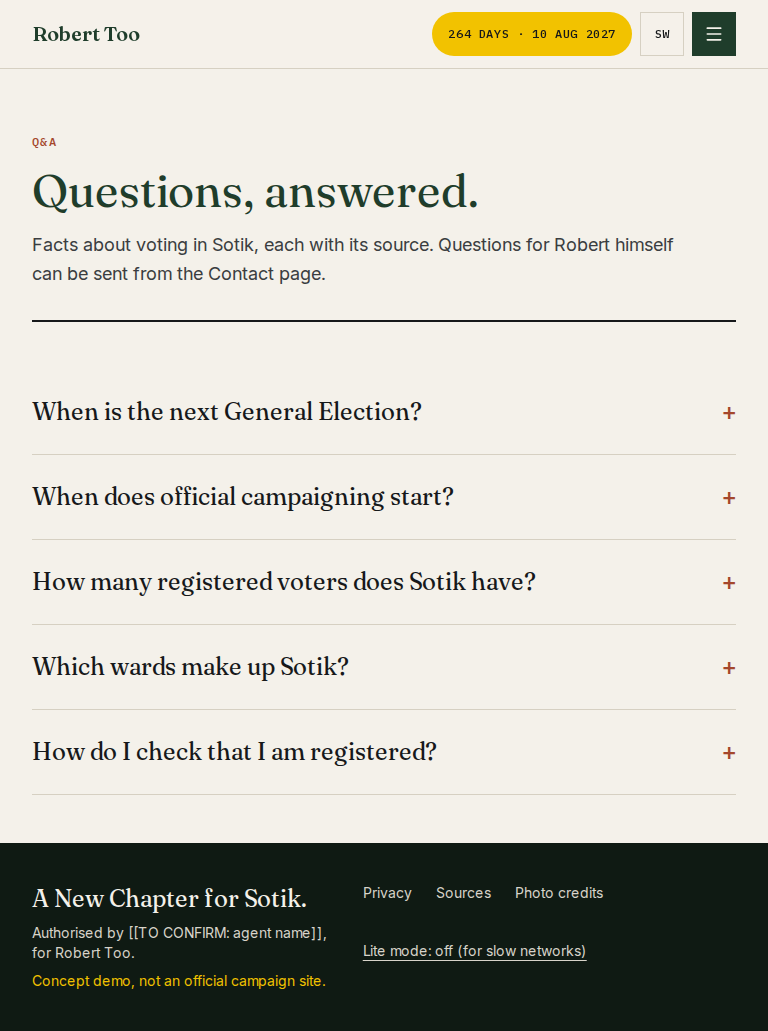 Robert Too
264 DAYS · 10 AUG 2027
SW
Q&A
Questions, answered.
Facts about voting in Sotik, each with its source. Questions for Robert himself
can be sent from the Contact page.
When is the next General Election?
+
When does official campaigning start?
+
How many registered voters does Sotik have?
+
Which wards make up Sotik?
+
How do I check that I am registered?
+
A New Chapter for Sotik.
Authorised by [[TO CONFIRM: agent name]],
for Robert Too.
Concept demo, not an official campaign site.
Privacy Sources Photo credits
Lite mode: off (for slow networks)